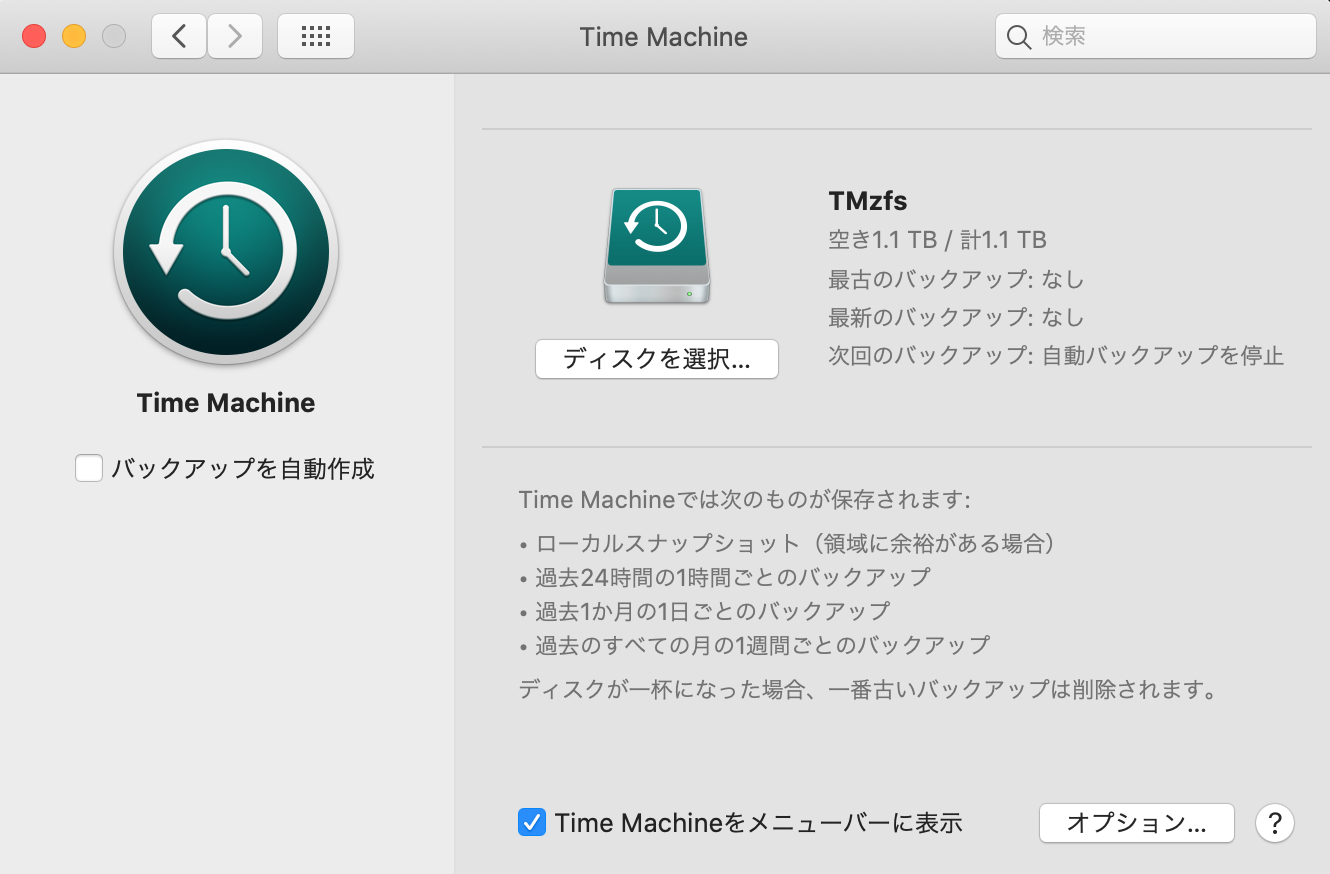 Time Machine
検索
Time Machine
バックアップを自動作成
TMzfs
空き1.1 TB / 計1.1 TB
最古のバックアップ: なし
最新のバックアップ: なし
次回のバックアップ: 自動バックアップを停止
ディスクを選択...
Time Machineでは次のものが保存されます:
• ローカルスナップショット（領域に余裕がある場合）
• 過去24時間の1時間ごとのバックアップ
• 過去1か月の1日ごとのバックアップ
• 過去のすべての月の1週間ごとのバックアップ
ディスクが一杯になった場合、一番古いバックアップは削除されます。
Time Machineをメニューバーに表示
オプション...
?